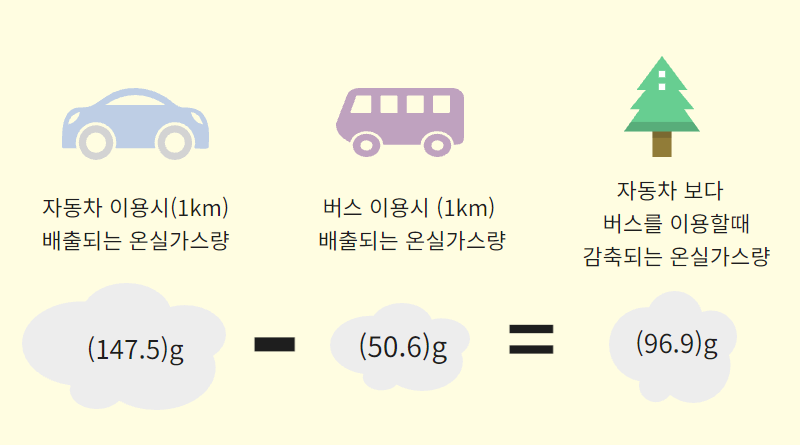 자동차 이용시(1km)
배출되는 온실가스량
버스 이용시 (1km)
배출되는 온실가스량
자동차 보다
버스를 이용할때
감축되는 온실가스량
(147.5)g
-
(50.6)g
=
(96.9)g